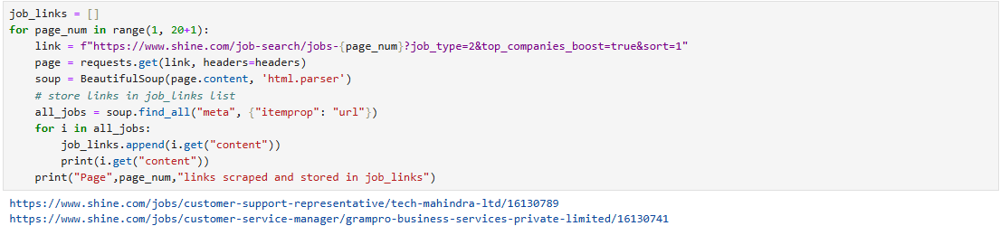 job_links = []
for page_num in range(1, 20+1):
    link = f"https://www.shine.com/job-search/jobs-{page_num}?job_type=2&top_companies_boost=true&sort=1"
    page = requests.get(link, headers=headers)
    soup = BeautifulSoup(page.content, 'html.parser')
    # store links in job_links list
    all_jobs = soup.find_all("meta", {"itemprop": "url"})
    for i in all_jobs:
        job_links.append(i.get("content"))
        print(i.get("content"))
    print("Page",page_num,"links scraped and stored in job_links")
https://www.shine.com/jobs/customer-support-representative/tech-mahindra-ltd/16130789
https://www.shine.com/jobs/customer-service-manager/grampro-business-services-private-limited/16130741